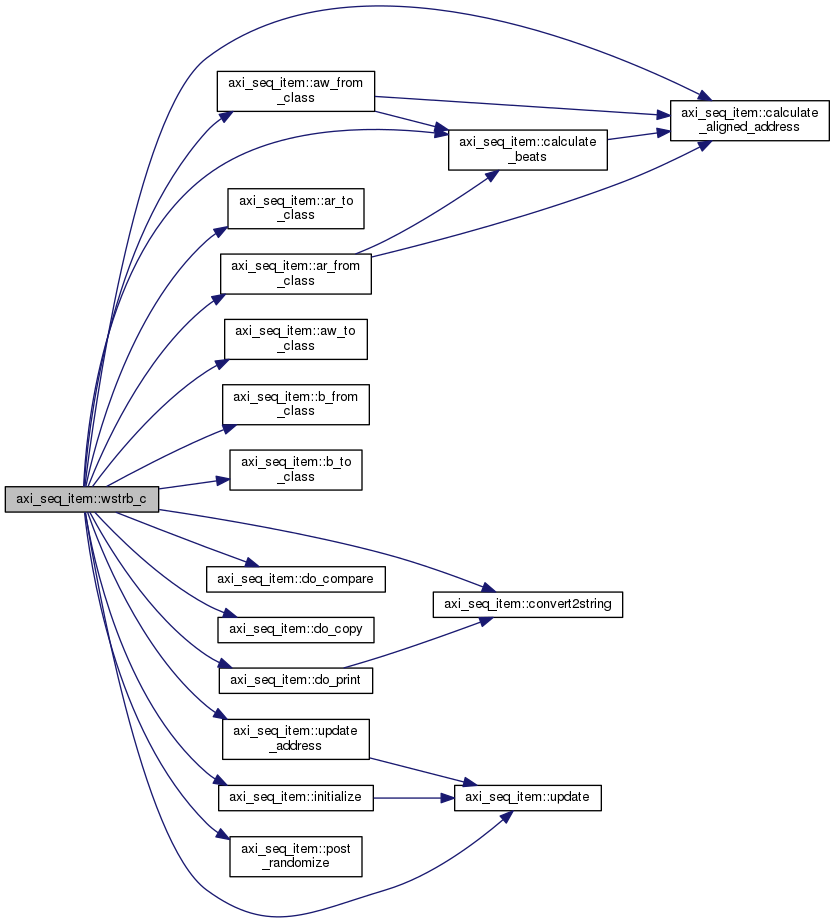 axi_seq_item::wstrb_c
axi_seq_item::aw_from
_class
axi_seq_item::calculate
_aligned_address
axi_seq_item::calculate
_beats
axi_seq_item::ar_to
_class
axi_seq_item::ar_from
_class
axi_seq_item::aw_to
_class
axi_seq_item::b_from
_class
axi_seq_item::b_to
_class
axi_seq_item::do_compare
axi_seq_item::convert2string
axi_seq_item::do_copy
axi_seq_item::do_print
axi_seq_item::update
_address
axi_seq_item::initialize
axi_seq_item::update
axi_seq_item::post
_randomize